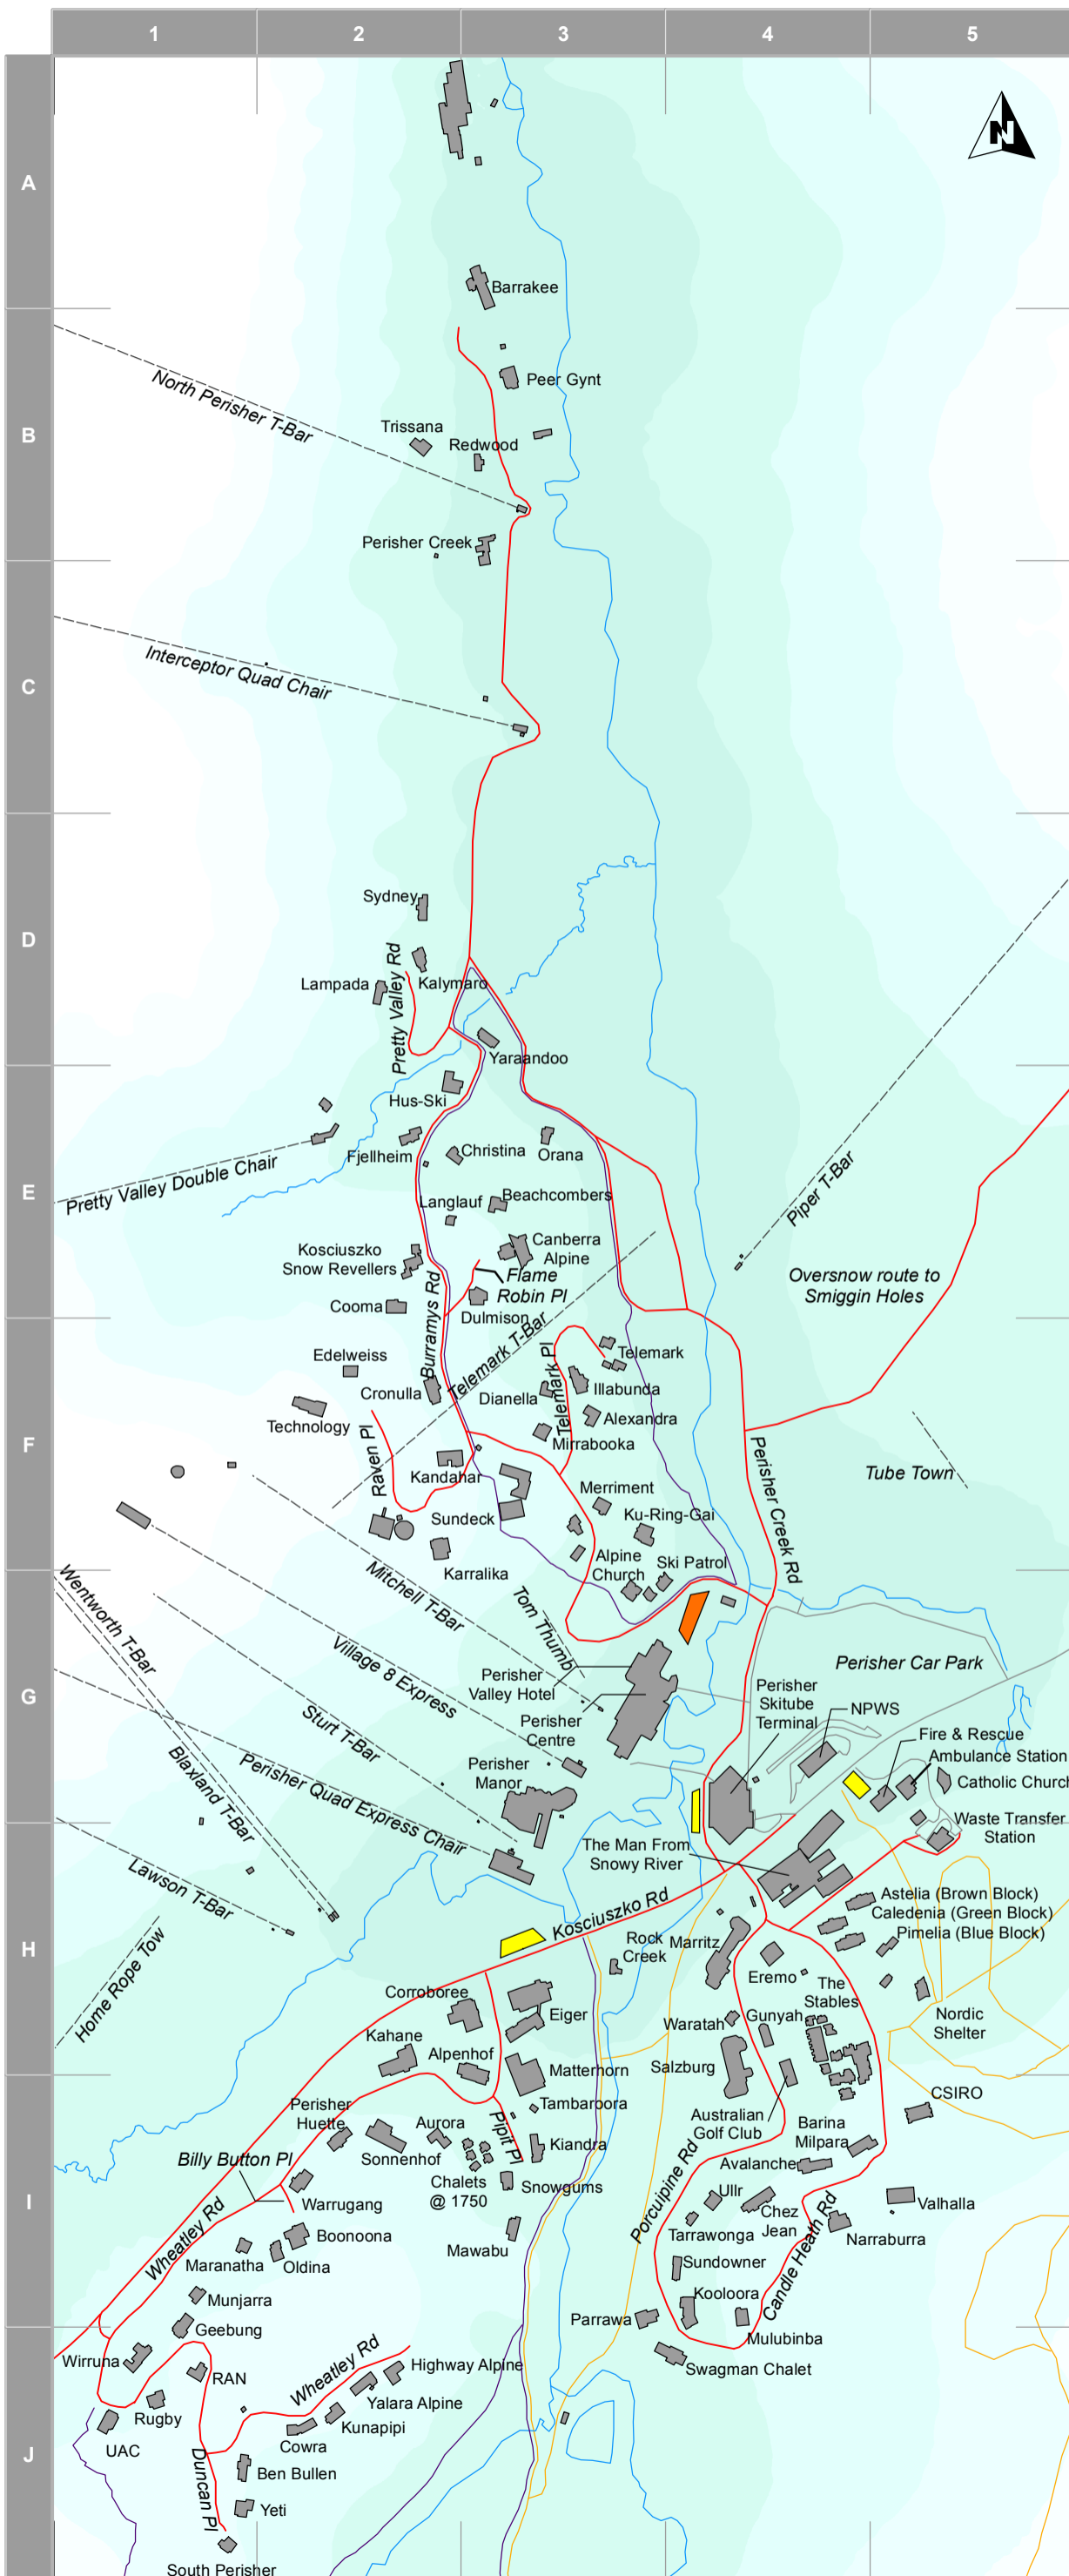 1 2 3 4 5
N
A
Barrakee
North Perisher T-Bar
Peer Gynt
B
Trissana
Redwood
Perisher Creek
Interceptor Quad Chair
C
Sydney
D
Pretty Valley Rd
Kalymaro
Lampada
Yaraandoo
Hus-Ski
Fjellheim
Christina
Orana
Pretty Valley Double Chair
E
Langlauf
Beachcombers
Piper T-Bar
Kosciuszko
Snow Revellers
Canberra
Alpine
Flame
Robin Pl
Oversnow route to
Smiggin Holes
Cooma
Burramys Rd
Dulmison
Telemark T-Bar
Edelweiss
Cronulla
Telemark Pl
Telemark
Dianella
Illabunda
Technology
Alexandra
F
Raven Pl
Mirrabooka
Perisher Creek Rd
Tube Town
Kandahar
Merriment
Sundeck
Ku-Ring-Gai
Karralika
Alpine
Church
Ski Patrol
Wentworth T-Bar
Mitchell T-Bar
Tom Thumb
Village 8 Express
Perisher
Valley Hotel
Perisher Car Park
G
Perisher
Skitube
Terminal
NPWS
Sturt T-Bar
Perisher
Centre
Fire & Rescue
Ambulance Station
Blaxland T-Bar
Perisher Quad Express Chair
Perisher
Manor
Catholic Church
Waste Transfer
Station
The Man From
Snowy River
Lawson T-Bar
Astelia (Brown Block)
Caledenia (Green Block)
Pimelia (Blue Block)
Kosciuszko Rd
H
Home Rope Tow
Rock
Creek
Marritz
Eremo
The
Stables
Corroboree
Eiger
Waratah
Gunyah
Nordic
Shelter
Kahane
Alpenhof
Matterhorn
Salzburg
CSIRO
Perisher
Huette
Aurora
Pipit Pl
Tambaroora
Australian
Golf Club
Barina
Milpara
Billy Button Pl
Sonnenhof
Kiandra
Avalanche
Chalets
@ 1750
Snowgums
Porcuipine Rd
Ullr
I
Warrugang
Chez
Jean
Valhalla
Wheatley Rd
Boonoona
Mawabu
Tarrawonga
Candle Heath Rd
Narraburra
Maranatha
Oldina
Sundowner
Munjarra
Kooloora
Geebung
Parrawa
Mulubinba
Wirruna
RAN
Wheatley Rd
Highway Alpine
Swagman Chalet
Rugby
Yalara Alpine
Kunapipi
UAC
Cowra
J
Duncan Pl
Ben Bullen
Yeti
South Perisher